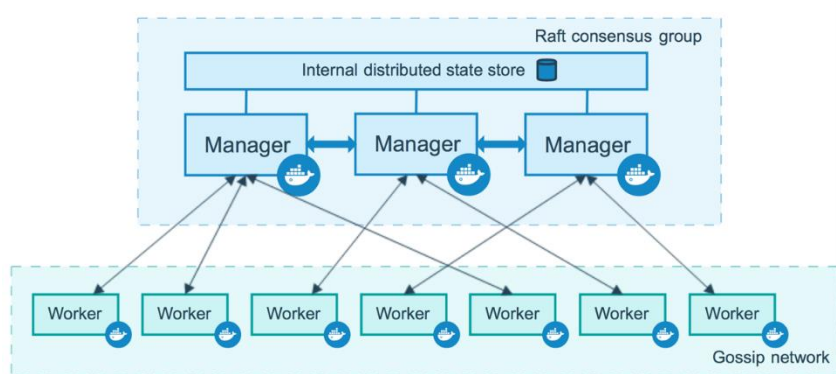 Raft consensus group
Internal distributed state store
Manager
Manager
Manager
Worker
Worker
Worker
Worker
Worker
Worker
Worker
Gossip network